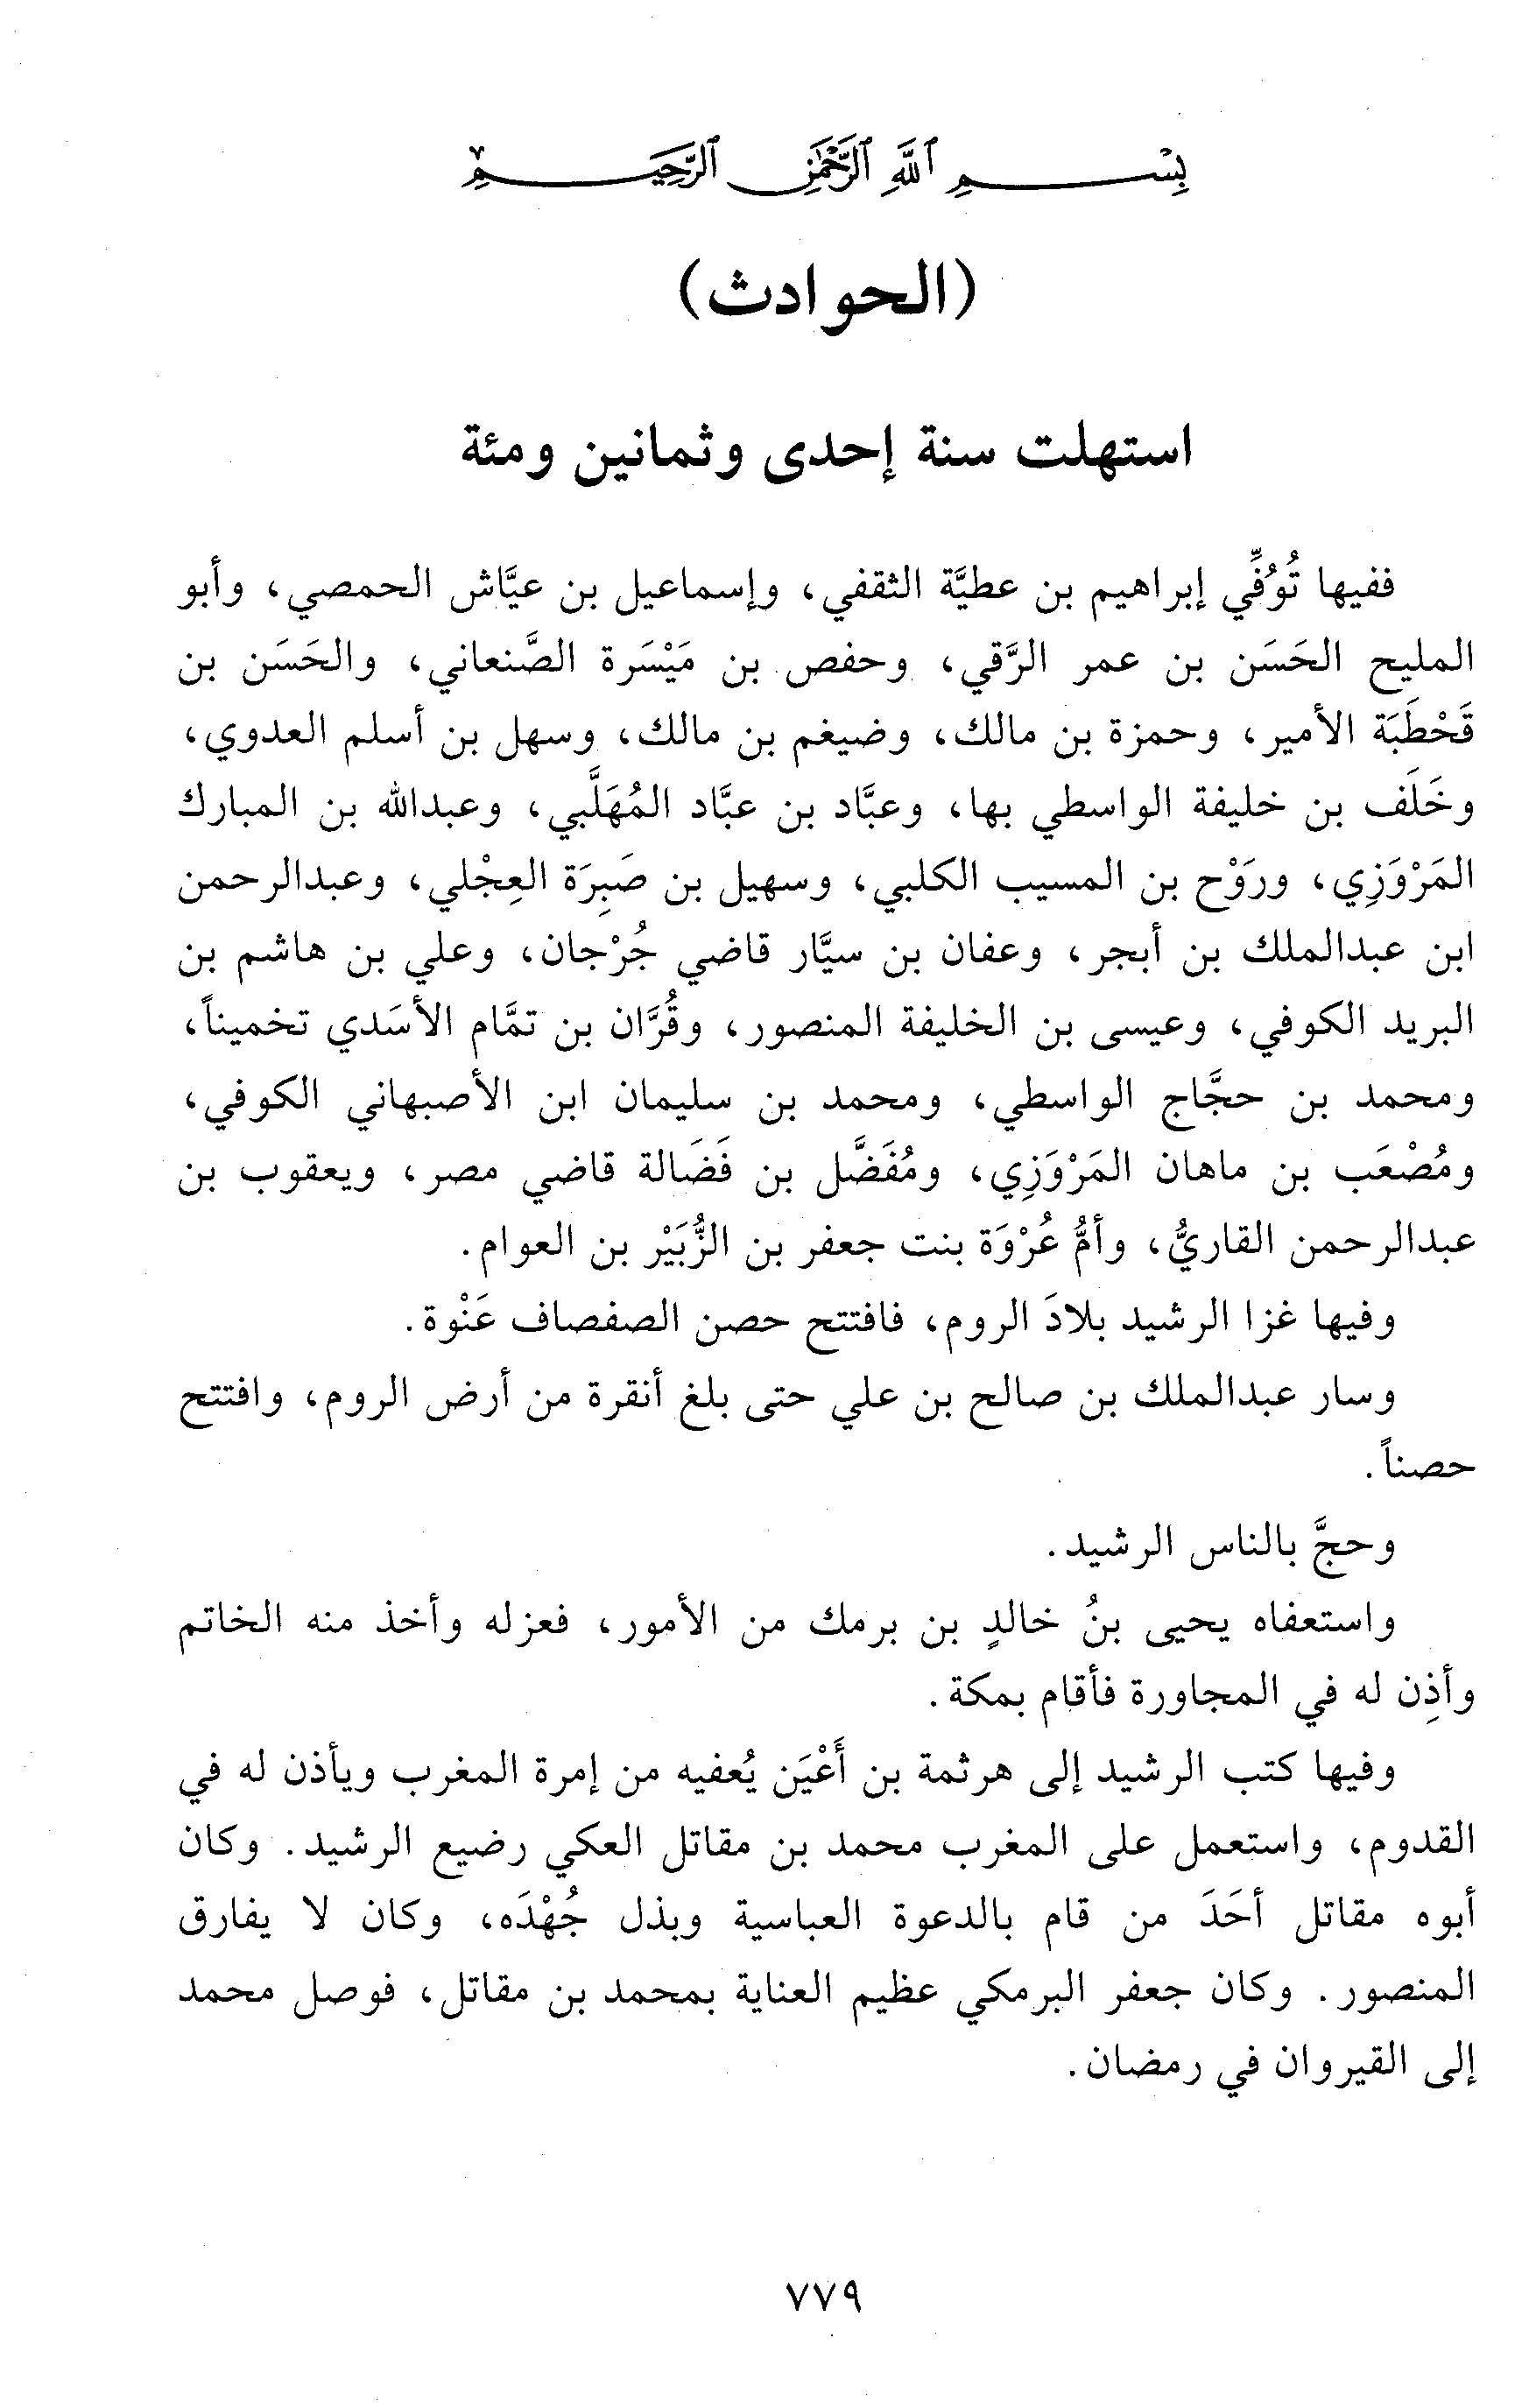 بِسْمِ ٱللَّهِ ٱلرَّحْمَٰنِ ٱلرَّحِيمِ
(الحوادث)
استهلت سنة إحدى وثمانين ومئة
ففيها تُوُفِّي إبراهيم بن عطيَّة الثقفي، وإسماعيل بن عيَّاش الحمصي، وأبو
المليح الحَسَن بن عمر الرَّقي، وحفص بن مَيْسَرة الصَّنعاني، والحَسَن بن
قَحْطَبَة الأمير، وحمزة بن مالك، وضيغم بن مالك، وسهل بن أسلم العدوي،
وخَلَف بن خليفة الواسطي بها، وعبَّاد بن عبَّاد المُهَلَّبي، وعبدالله بن المبارك
المَرْوَزِي، ورَوْح بن المسيب الكلبي، وسهيل بن صَبِرَة العِجْلي، وعبدالرحمن
ابن عبدالملك بن أبجر، وعفان بن سيَّار قاضي جُرْجان، وعلي بن هاشم بن
البريد الكوفي، وعيسى بن الخليفة المنصور، وقُرَّان بن تمَّام الأسَدي تخميناً،
ومحمد بن حجَّاج الواسطي، ومحمد بن سليمان ابن الأصبهاني الكوفي،
ومُصْعَب بن ماهان المَرْوَزِي، ومُفَضَّل بن فَضَالة قاضي مصر، ويعقوب بن
عبدالرحمن القاريُّ، وأمُّ عُرْوَة بنت جعفر بن الزُّبَيْر بن العوام.
وفيها غزا الرشيد بلادَ الروم، فافتتح حصن الصفصاف عَنْوة.
وسار عبدالملك بن صالح بن علي حتى بلغ أنقرة من أرض الروم، وافتتح
حصناً.
وحجَّ بالناس الرشيد.
واستعفاه يحيى بنُ خالدٍ بن برمك من الأمور، فعزله وأخذ منه الخاتم
وأذِن له في المجاورة فأقام بمكة.
وفيها كتب الرشيد إلى هرثمة بن أَعْيَن يُعفيه من إمرة المغرب ويأذن له في
القدوم، واستعمل على المغرب محمد بن مقاتل العكي رضيع الرشيد. وكان
أبوه مقاتل أحَدَ من قام بالدعوة العباسية وبذل جُهْدَه، وكان لا يفارق
المنصور. وكان جعفر البرمكي عظيم العناية بمحمد بن مقاتل، فوصل محمد
إلى القيروان في رمضان.
٧٧٩